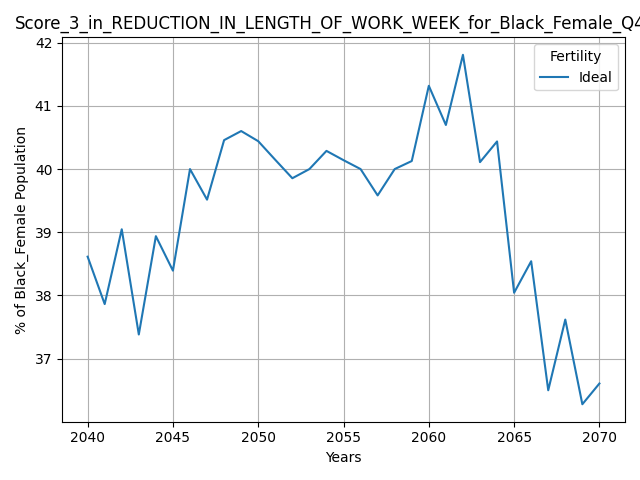 Score_3_in_REDUCTION_IN_LENGTH_OF_WORK_WEEK_for_Black_Female_Q4
Fertility
Ideal
% of Black_Female Population
42
41
40
39
38
37
2040 2045 2050 2055 2060 2065 2070
Years